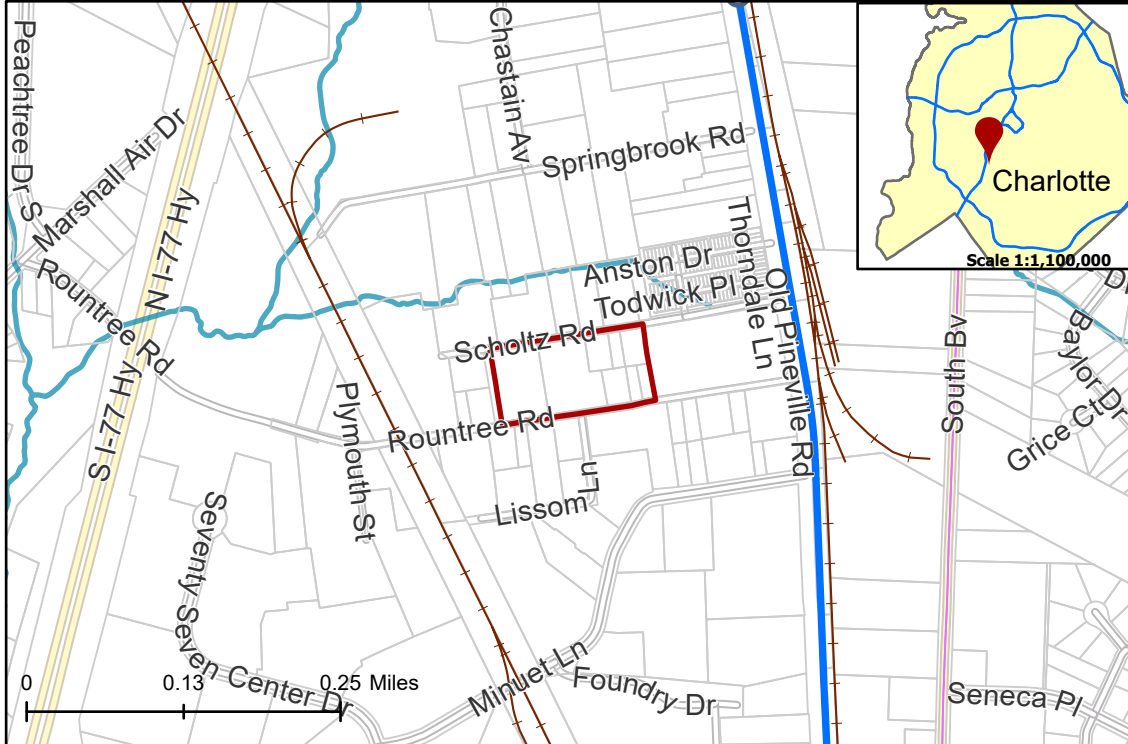 Peachtree Dr S
Marshall Air Dr
N I-77 Hy
Chastain Av
Springbrook Rd
Charlotte
Scale 1:1,100,000
Rountree Rd
Anston Dr
Todwick Pl
Thorndale Ln
Old Pineville Rd
Scholtz Rd
Dr
Baylor Dr
South Bv
Grice Ct
S I-77 Hy
Plymouth St
Rountree Rd
Lissom Ln
Seventy Seven Center Dr
Minuet Ln
Foundry Dr
Seneca Pl
0 0.13 0.25 Miles